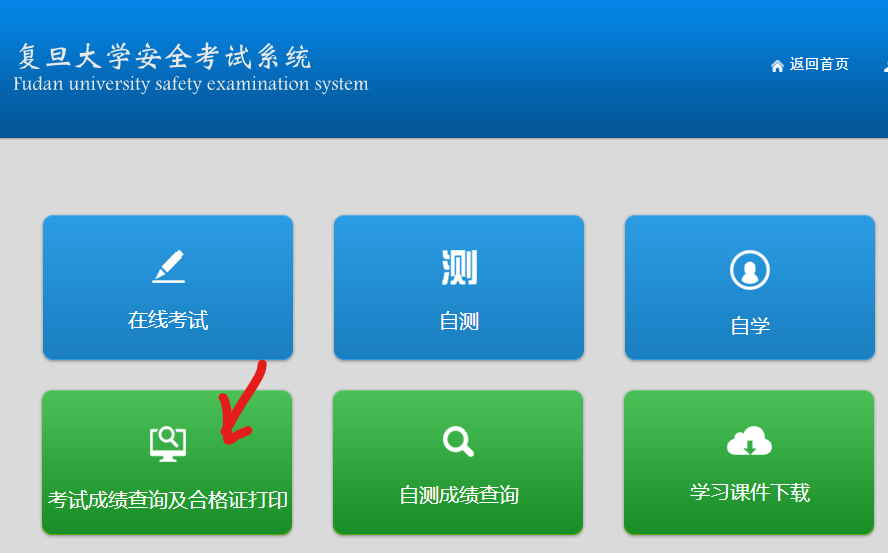 复旦大学安全考试系统
Fudan university safety examination system
返回首页
在线考试
测
自测
自学
考试成绩查询及合格证打印
自测成绩查询
学习课件下载